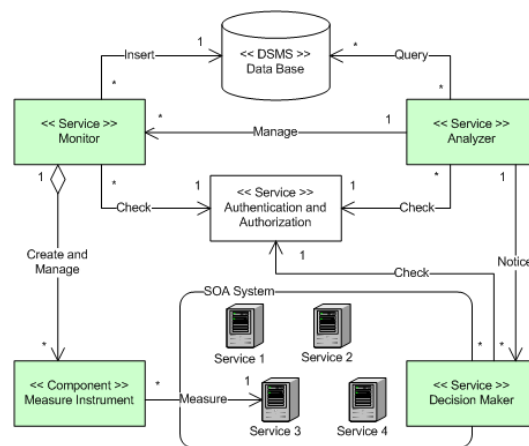 Insert
1
*
<< DSMS >>
Data Base
*
Query
*
<< Service >>
Monitor
*
Manage
1
<< Service >>
Analyzer
1
*
Check
1
<< Service >>
Authentication and
Authorization
1
*
Check
1
Create and
Manage
1
Check
Notice
SOA System
Service 1
Service 2
*
*
*
<< Component >>
Measure Instrument
*
Measure
1
Service 3
Service 4
<< Service >>
Decision Maker